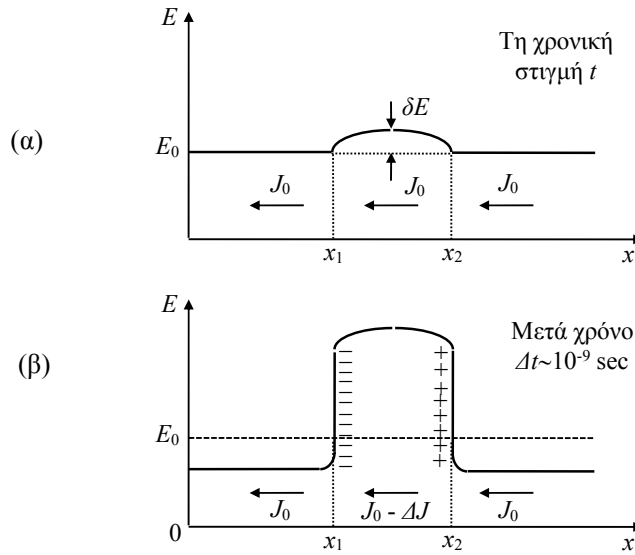 E
Τη χρονική
στιγμή t
δE
(α)
E₀
J₀
J₀
J₀
x₁
x₂
x
E
Μετά χρόνο
Δt~10⁻⁹ sec
(β)
E₀
J₀
J₀ - ΔJ
J₀
0
x₁
x₂
x